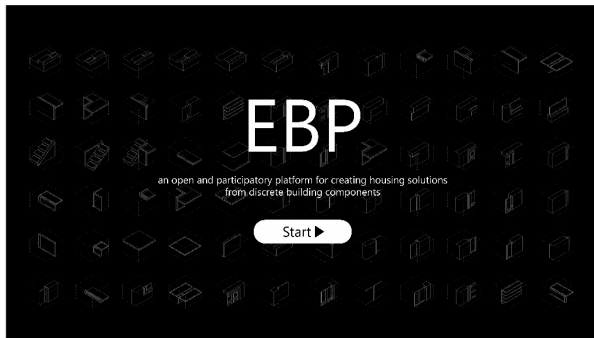 EBP
an open and participatory platform for creating housing solutions
from discrete building components
Start